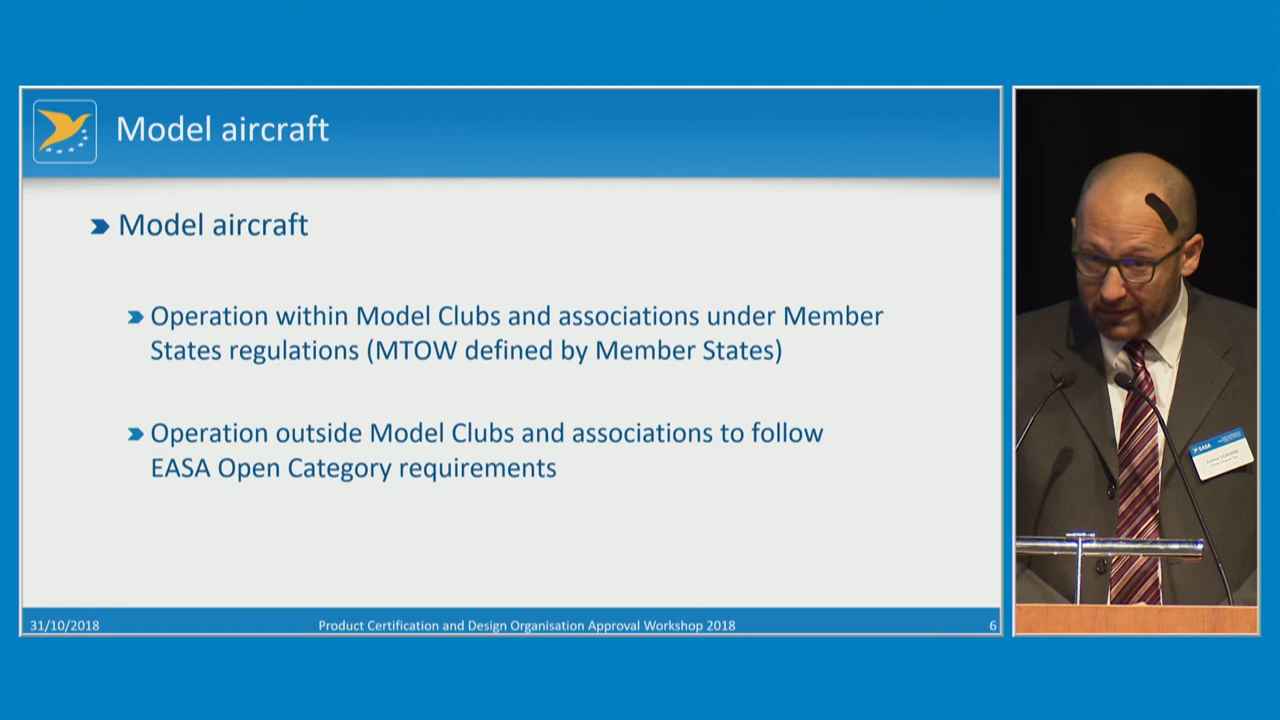 Model aircraft
Model aircraft
Operation within Model Clubs and associations under Member
States regulations (MTOW defined by Member States)
Operation outside Model Clubs and associations to follow
EASA Open Category requirements
31/10/2018
Product Certification and Design Organisation Approval Workshop 2018
6
EASA